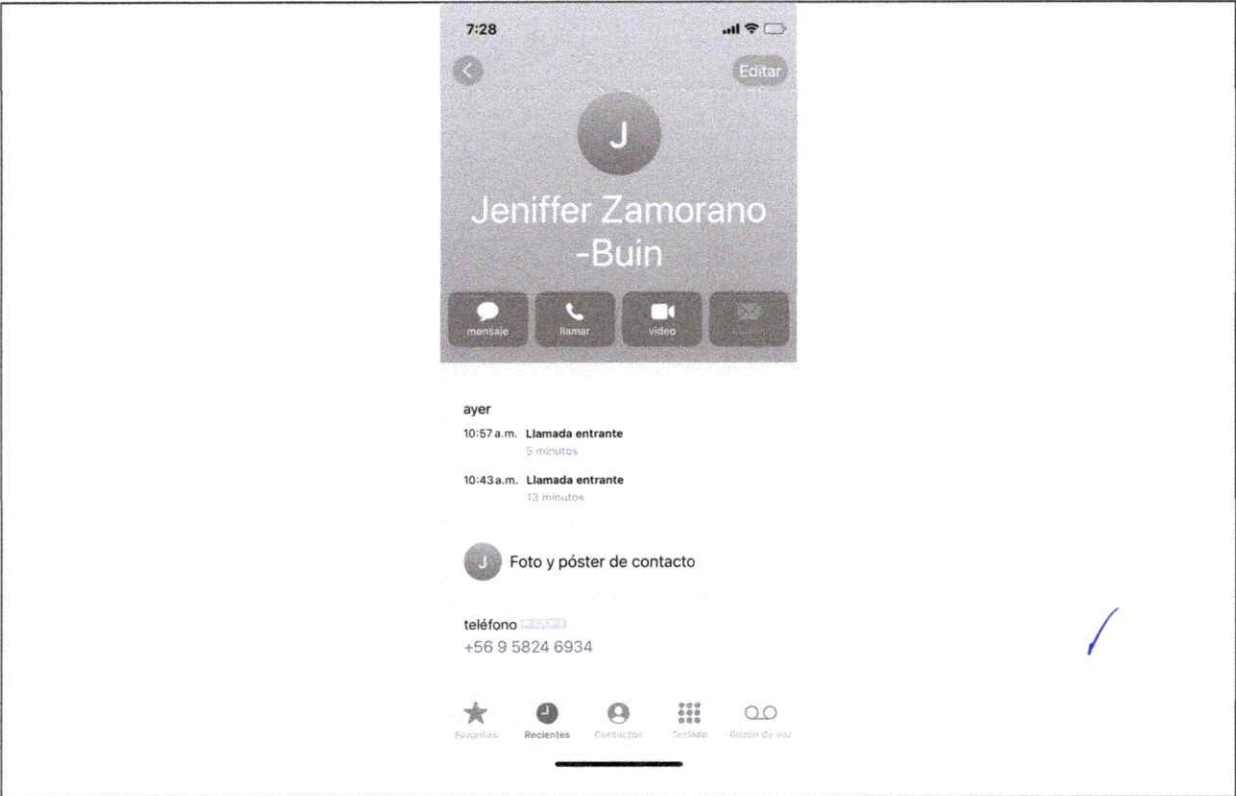 7:28
Editar
J
Jeniffer Zamorano
-Buin
mensaje
llamar
video
ayer
10:57 a.m. Llamada entrante
5 minutos
10:43 a.m. Llamada entrante
13 minutos
J
Foto y póster de contacto
teléfono
+56 9 5824 6934
Favoritos
Recientes
Contactos
Teclado
Buzón de voz